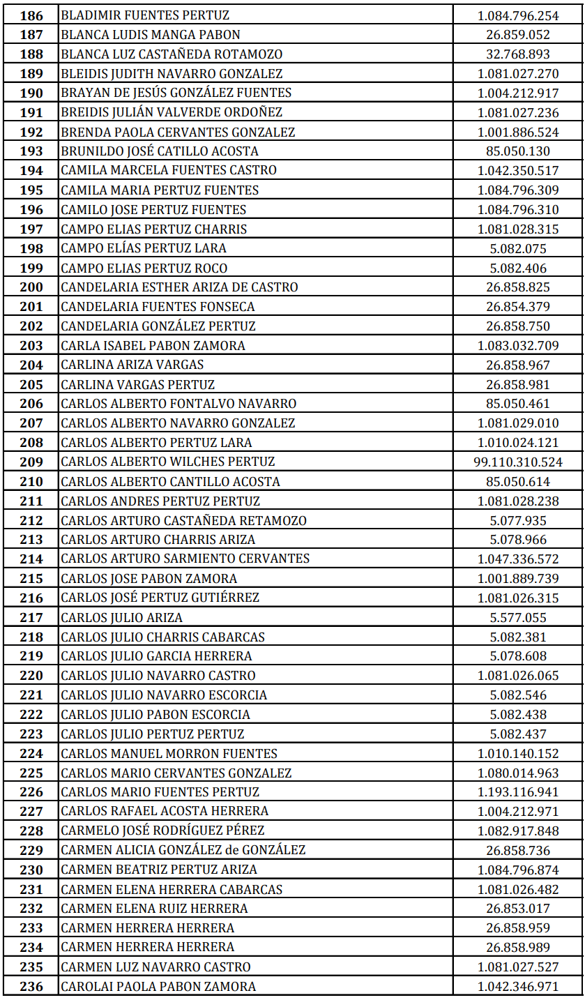 186 BLADIMIR FUENTES PERTUZ 1.084.796.254
187 BLANCA LUDIS MANGA PABON 26.859.052
188 BLANCA LUZ CASTAÑEDA ROTAMOZO 32.768.893
189 BLEIDIS JUDITH NAVARRO GONZALEZ 1.081.027.270
190 BRAYAN DE JESÚS GONZÁLEZ FUENTES 1.004.212.917
191 BREIDIS JULIÁN VALVERDE ORDOÑEZ 1.081.027.236
192 BRENDA PAOLA CERVANTES GONZALEZ 1.001.886.524
193 BRUNILDO JOSÉ CATILLO ACOSTA 85.050.130
194 CAMILA MARCELA FUENTES CASTRO 1.042.350.517
195 CAMILA MARIA PERTUZ FUENTES 1.084.796.309
196 CAMILO JOSE PERTUZ FUENTES 1.084.796.310
197 CAMPO ELIAS PERTUZ CHARRIS 1.081.028.315
198 CAMPO ELÍAS PERTUZ LARA 5.082.075
199 CAMPO ELIAS PERTUZ ROCO 5.082.406
200 CANDELARIA ESTHER ARIZA DE CASTRO 26.858.825
201 CANDELARIA FUENTES FONSECA 26.854.379
202 CANDELARIA GONZÁLEZ PERTUZ 26.858.750
203 CARLA ISABEL PABON ZAMORA 1.083.032.709
204 CARLINA ARIZA VARGAS 26.858.967
205 CARLINA VARGAS PERTUZ 26.858.981
206 CARLOS ALBERTO FONTALVO NAVARRO 85.050.461
207 CARLOS ALBERTO NAVARRO GONZALEZ 1.081.029.010
208 CARLOS ALBERTO PERTUZ LARA 1.010.024.121
209 CARLOS ALBERTO WILCHES PERTUZ 99.110.310.524
210 CARLOS ALBERTO CANTILLO ACOSTA 85.050.614
211 CARLOS ANDRES PERTUZ PERTUZ 1.081.028.238
212 CARLOS ARTURO CASTAÑEDA RETAMOZO 5.077.935
213 CARLOS ARTURO CHARRIS ARIZA 5.078.966
214 CARLOS ARTURO SARMIENTO CERVANTES 1.047.336.572
215 CARLOS JOSE PABON ZAMORA 1.001.889.739
216 CARLOS JOSÉ PERTUZ GUTIÉRREZ 1.081.026.315
217 CARLOS JULIO ARIZA 5.577.055
218 CARLOS JULIO CHARRIS CABARCAS 5.082.381
219 CARLOS JULIO GARCIA HERRERA 5.078.608
220 CARLOS JULIO NAVARRO CASTRO 1.081.026.065
221 CARLOS JULIO NAVARRO ESCORCIA 5.082.546
222 CARLOS JULIO PABON ESCORCIA 5.082.438
223 CARLOS JULIO PERTUZ PERTUZ 5.082.437
224 CARLOS MANUEL MORRON FUENTES 1.010.140.152
225 CARLOS MARIO CERVANTES GONZALEZ 1.080.014.963
226 CARLOS MARIO FUENTES PERTUZ 1.193.116.941
227 CARLOS RAFAEL ACOSTA HERRERA 1.004.212.971
228 CARMELO JOSÉ RODRÍGUEZ PÉREZ 1.082.917.848
229 CARMEN ALICIA GONZÁLEZ de GONZÁLEZ 26.858.736
230 CARMEN BEATRIZ PERTUZ ARIZA 1.084.796.874
231 CARMEN ELENA HERRERA CABARCAS 1.081.026.482
232 CARMEN ELENA RUIZ HERRERA 26.853.017
233 CARMEN HERRERA HERRERA 26.858.959
234 CARMEN HERRERA HERRERA 26.858.989
235 CARMEN LUZ NAVARRO CASTRO 1.081.027.527
236 CAROLAI PAOLA PABON ZAMORA 1.042.346.971